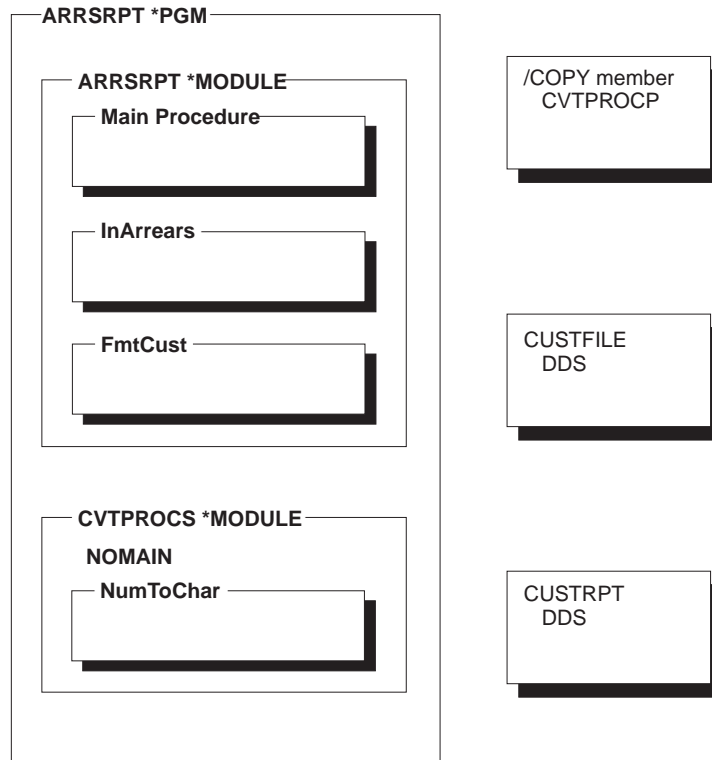 ARRSRPT *PGM
ARRSRPT *MODULE
Main Procedure
InArrears
FmtCust
CVTPROCS *MODULE
NOMAIN
NumToChar
/COPY member
CVTPROCP
CUSTFILE
DDS
CUSTRPT
DDS